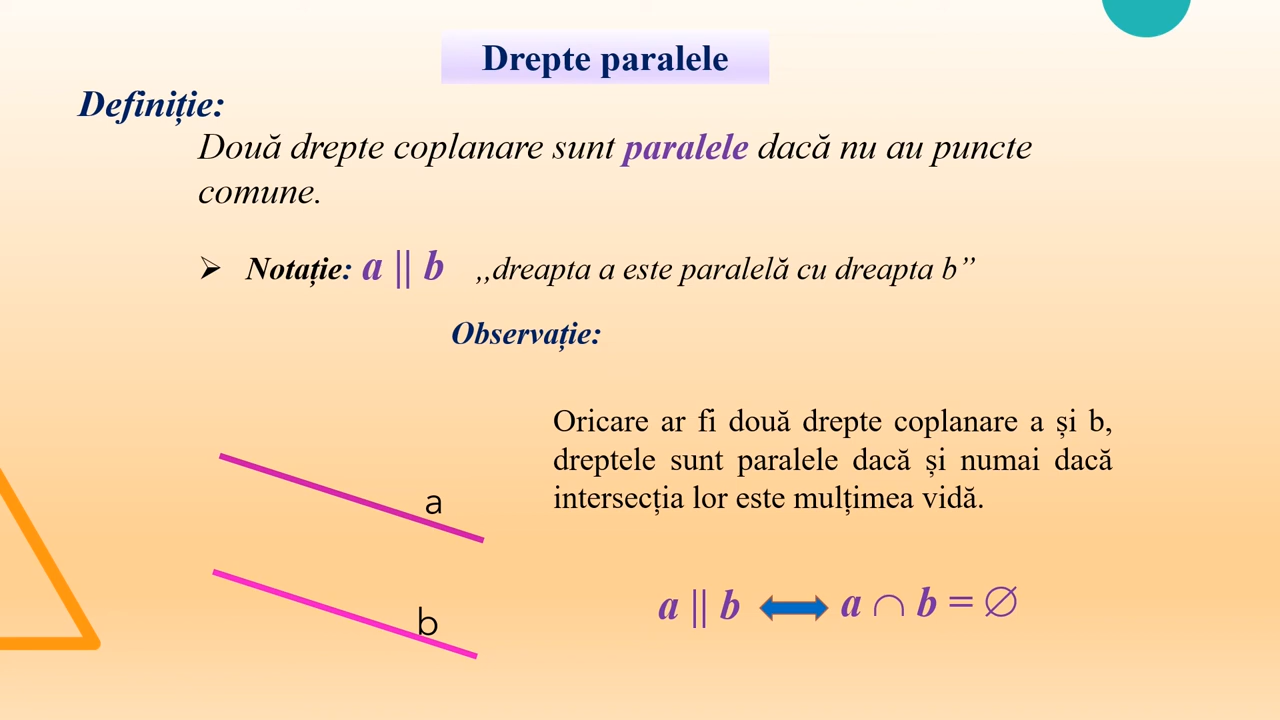 Drepte paralele
Definiție:
Două drepte coplanare sunt paralele dacă nu au puncte
comune.
➢ Notație: a || b ,,dreapta a este paralelă cu dreapta b”
Observație:
Oricare ar fi două drepte coplanare a și b,
dreptele sunt paralele dacă și numai dacă
intersecția lor este mulțimea vidă.
a
b
a || b ⟺ a ∩ b = ∅